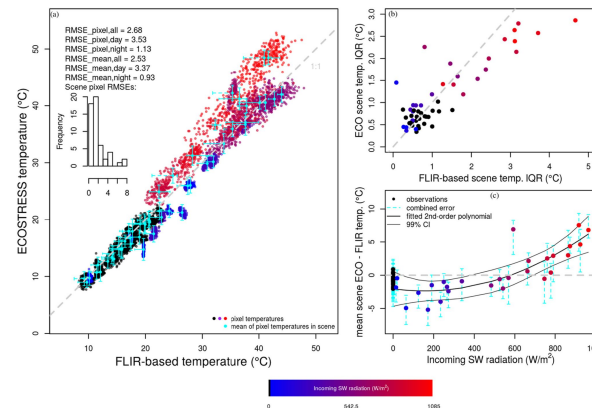 (a)
RMSE_pixel,all = 2.68
RMSE_pixel,day = 3.53
RMSE_pixel,night = 1.13
RMSE_mean,all = 2.53
RMSE_mean,day = 3.37
RMSE_mean,night = 0.93
Scene pixel RMSEs:
Frequency
0 5 10 15 20
0 2 4 6 8
1:1
ECOSTRESS temperature (°C)
0 10 20 30 40 50
pixel temperatures
mean of pixel temperatures in scene
10 20 30 40 50
FLIR-based temperature (°C)
(b)
ECO scene temp. IQR (°C)
0.0 0.5 1.0 1.5 2.0 2.5 3.0
0 1 2 3 4 5
FLIR-based scene temp. IQR (°C)
(c)
observations
combined error
fitted 2nd-order polynomial
99% CI
mean scene ECO - FLIR temp. (°C)
-5 0 5 10
0 200 400 600 800
Incoming SW radiation (W/m²)
Incoming SW radiation (W/m²)
0 542.5 1085